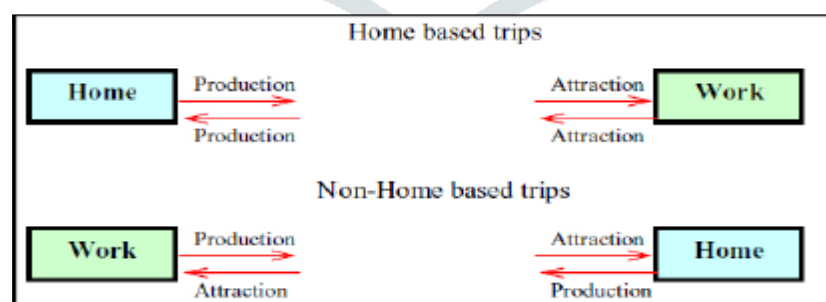 Home based trips
Home Production Attraction Work
Production Attraction
Non-Home based trips
Work Production Attraction Home
Attraction Production